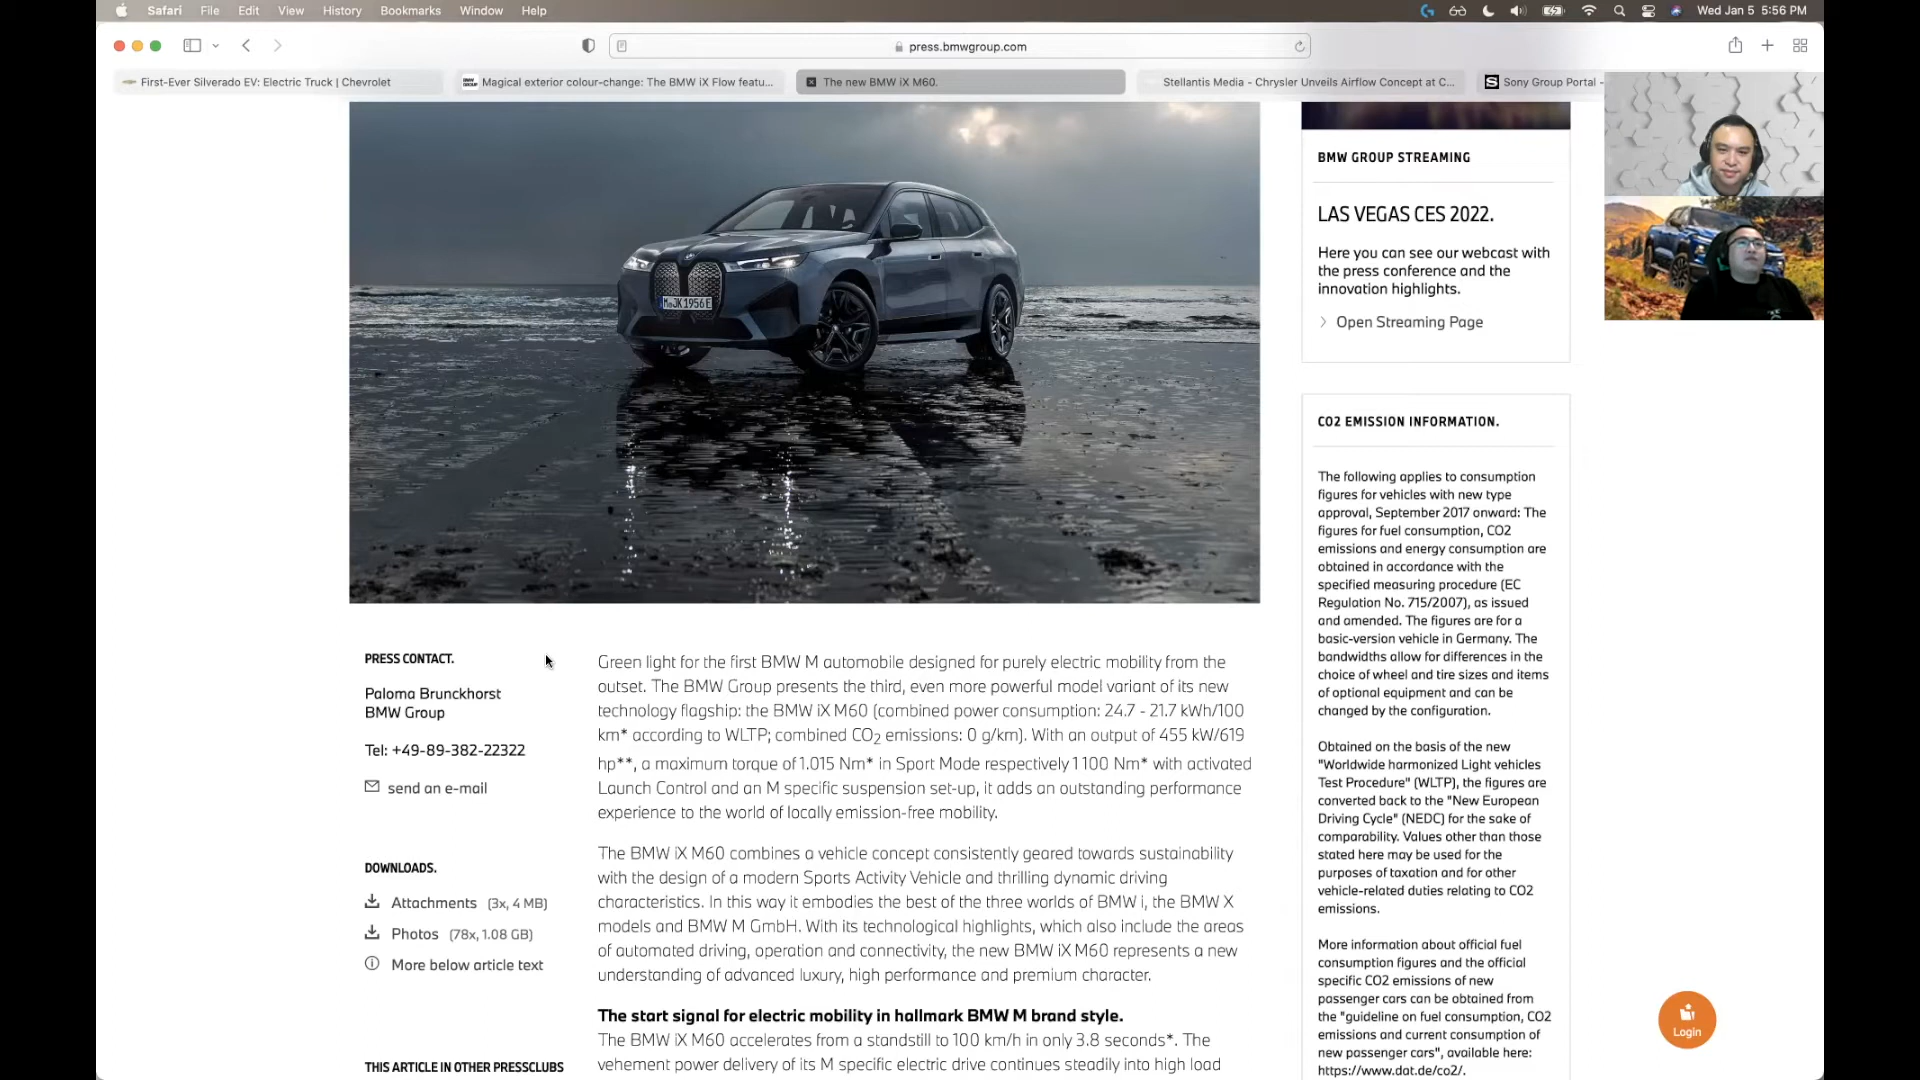 Safari File Edit View History Bookmarks Window Help Wed Jan 5 5:56 PM
press.bmwgroup.com
First-Ever Silverado EV: Electric Truck | Chevrolet
Magical exterior colour-change: The BMW iX Flow featu...
The new BMW iX M60.
Stellantis Media - Chrysler Unveils Airflow Concept at C...
Sony Group Portal -
M JK 1956 E
BMW GROUP STREAMING
LAS VEGAS CES 2022.
Here you can see our webcast with
the press conference and the
innovation highlights.
Open Streaming Page
PRESS CONTACT.
Paloma Brunckhorst
BMW Group
Tel: +49-89-382-22322
send an e-mail
DOWNLOADS.
Attachments (3x, 4 MB)
Photos (78x, 1.08 GB)
More below article text
THIS ARTICLE IN OTHER PRESSCLUBS
Green light for the first BMW M automobile designed for purely electric mobility from the
outset. The BMW Group presents the third, even more powerful model variant of its new
technology flagship: the BMW iX M60 (combined power consumption: 24.7 - 21.7 kWh/100
km* according to WLTP; combined CO2 emissions: 0 g/km). With an output of 455 kW/619
hp**, a maximum torque of 1.015 Nm* in Sport Mode respectively 1 100 Nm* with activated
Launch Control and an M specific suspension set-up, it adds an outstanding performance
experience to the world of locally emission-free mobility.
The BMW iX M60 combines a vehicle concept consistently geared towards sustainability
with the design of a modern Sports Activity Vehicle and thrilling dynamic driving
characteristics. In this way it embodies the best of the three worlds of BMW i, the BMW X
models and BMW M GmbH. With its technological highlights, which also include the areas
of automated driving, operation and connectivity, the new BMW iX M60 represents a new
understanding of advanced luxury, high performance and premium character.
The start signal for electric mobility in hallmark BMW M brand style.
The BMW iX M60 accelerates from a standstill to 100 km/h in only 3.8 seconds*. The
vehement power delivery of its M specific electric drive continues steadily into high load
CO2 EMISSION INFORMATION.
The following applies to consumption
figures for vehicles with new type
approval, September 2017 onward: The
figures for fuel consumption, CO2
emissions and energy consumption are
obtained in accordance with the
specified measuring procedure (EC
Regulation No. 715/2007), as issued
and amended. The figures are for a
basic-version vehicle in Germany. The
bandwidths allow for differences in the
choice of wheel and tire sizes and items
of optional equipment and can be
changed by the configuration.
Obtained on the basis of the new
"Worldwide harmonized Light vehicles
Test Procedure" (WLTP), the figures are
converted back to the "New European
Driving Cycle" (NEDC) for the sake of
comparability. Values other than those
stated here may be used for the
purposes of taxation and for other
vehicle-related duties relating to CO2
emissions.
More information about official fuel
consumption figures and the official
specific CO2 emissions of new
passenger cars can be obtained from
the "guideline on fuel consumption, CO2
emissions and current consumption of
new passenger cars", available here:
https://www.dat.de/co2/.
Login